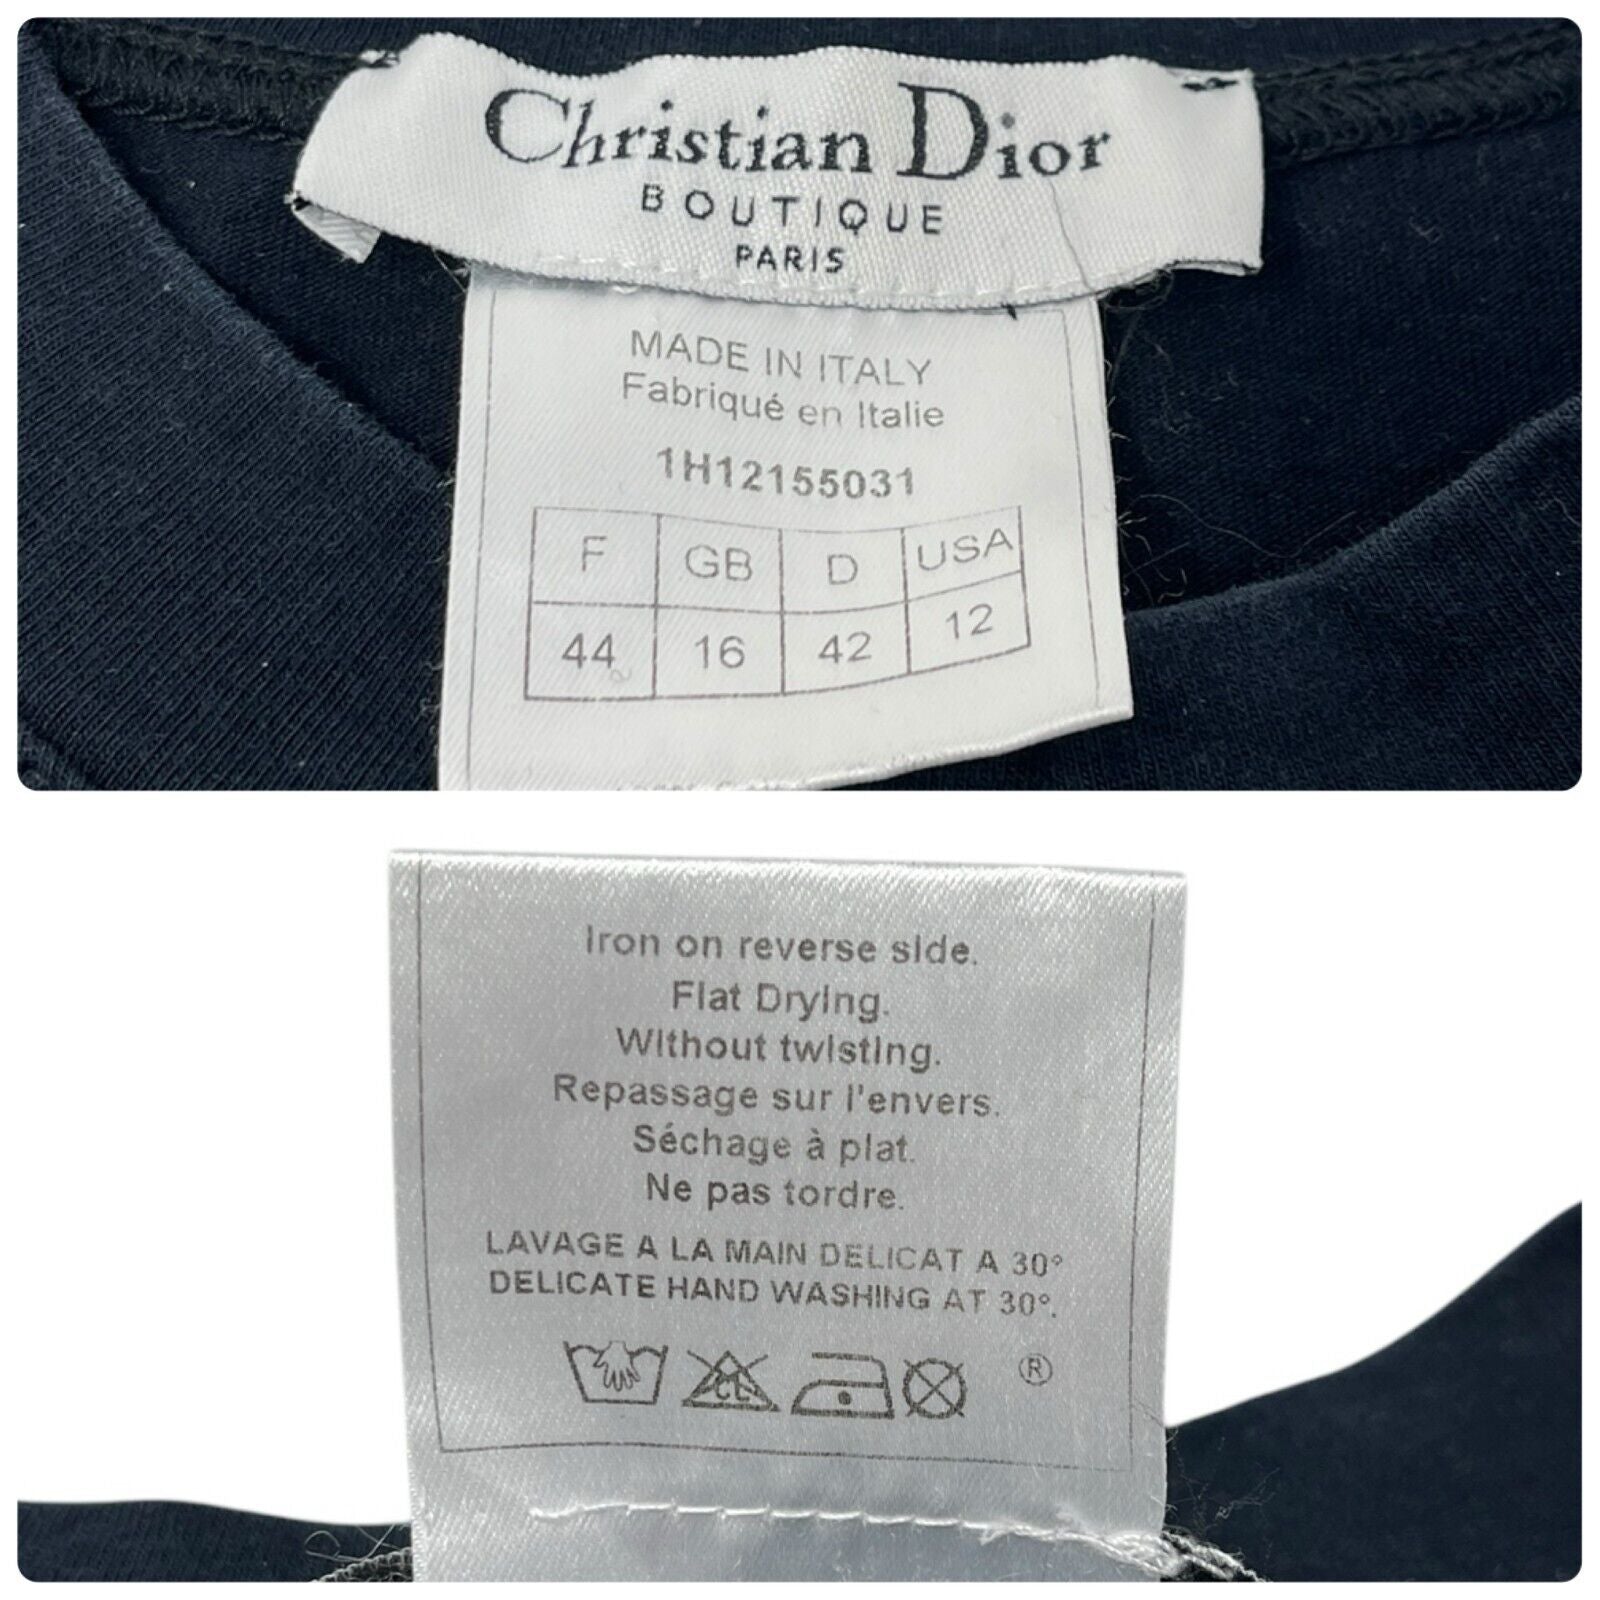 Christian Dior
BOUTIQUE
PARIS
MADE IN ITALY
Fabriqué en Italie
1H12155031
F GB D USA
44 16 42 12
Iron on reverse side.
Flat Drying.
Without twisting.
Repassage sur l'envers.
Séchage à plat.
Ne pas tordre.
LAVAGE A LA MAIN DELICAT A 30°
DELICATE HAND WASHING AT 30°.
CL ®